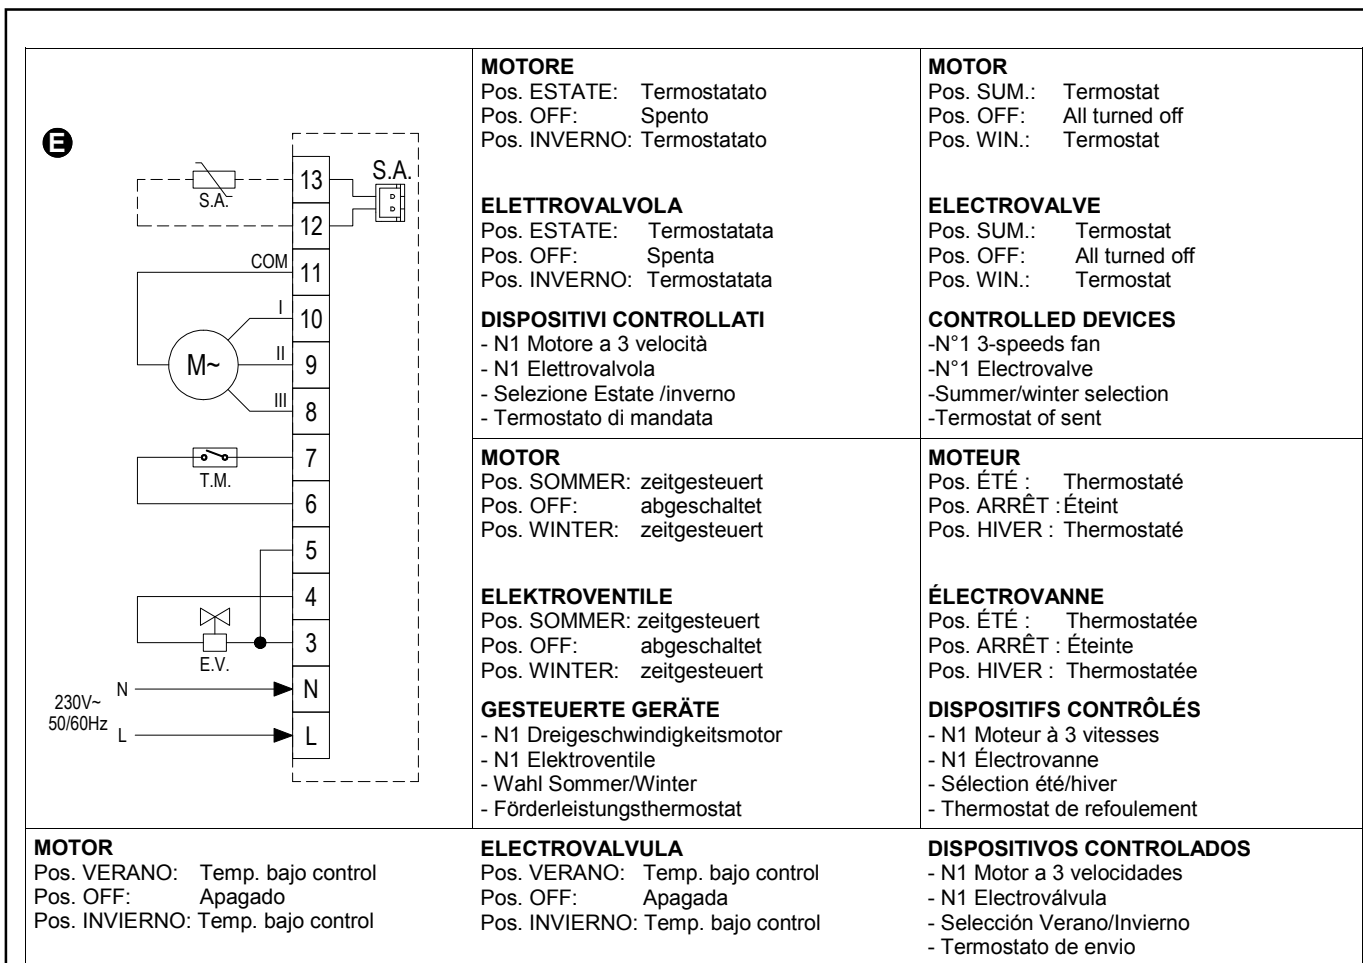 E
S.A.
13
S.A.
12
COM
11
I
10
M~
II
9
III
8
7
T.M.
6
5
4
3
E.V.
N
N
230V~
50/60Hz
L
L
MOTORE
Pos. ESTATE: Termostatato
Pos. OFF: Spento
Pos. INVERNO: Termostatato
ELETTROVALVOLA
Pos. ESTATE: Termostatata
Pos. OFF: Spenta
Pos. INVERNO: Termostatata
DISPOSITIVI CONTROLLATI
- N1 Motore a 3 velocità
- N1 Elettrovalvola
- Selezione Estate /inverno
- Termostato di mandata
MOTOR
Pos. SUM.: Termostat
Pos. OFF: All turned off
Pos. WIN.: Termostat
ELECTROVALVE
Pos. SUM.: Termostat
Pos. OFF: All turned off
Pos. WIN.: Termostat
CONTROLLED DEVICES
-N°1 3-speeds fan
-N°1 Electrovalve
-Summer/winter selection
-Termostat of sent
MOTOR
Pos. SOMMER: zeitgesteuert
Pos. OFF: abgeschaltet
Pos. WINTER: zeitgesteuert
ELEKTROVENTILE
Pos. SOMMER: zeitgesteuert
Pos. OFF: abgeschaltet
Pos. WINTER: zeitgesteuert
GESTEUERTE GERÄTE
- N1 Dreigeschwindigkeitsmotor
- N1 Elektroventile
- Wahl Sommer/Winter
- Förderleistungsthermostat
MOTEUR
Pos. ÉTÉ : Thermostaté
Pos. ARRÊT : Éteint
Pos. HIVER : Thermostaté
ÉLECTROVANNE
Pos. ÉTÉ : Thermostatée
Pos. ARRÊT : Éteinte
Pos. HIVER : Thermostatée
DISPOSITIFS CONTRÔLÉS
- N1 Moteur à 3 vitesses
- N1 Électrovanne
- Sélection été/hiver
- Thermostat de refoulement
MOTOR
Pos. VERANO: Temp. bajo control
Pos. OFF: Apagado
Pos. INVIERNO: Temp. bajo control
ELECTROVALVULA
Pos. VERANO: Temp. bajo control
Pos. OFF: Apagada
Pos. INVIERNO: Temp. bajo control
DISPOSITIVOS CONTROLADOS
- N1 Motor a 3 velocidades
- N1 Electroválvula
- Selección Verano/Invierno
- Termostato de envio